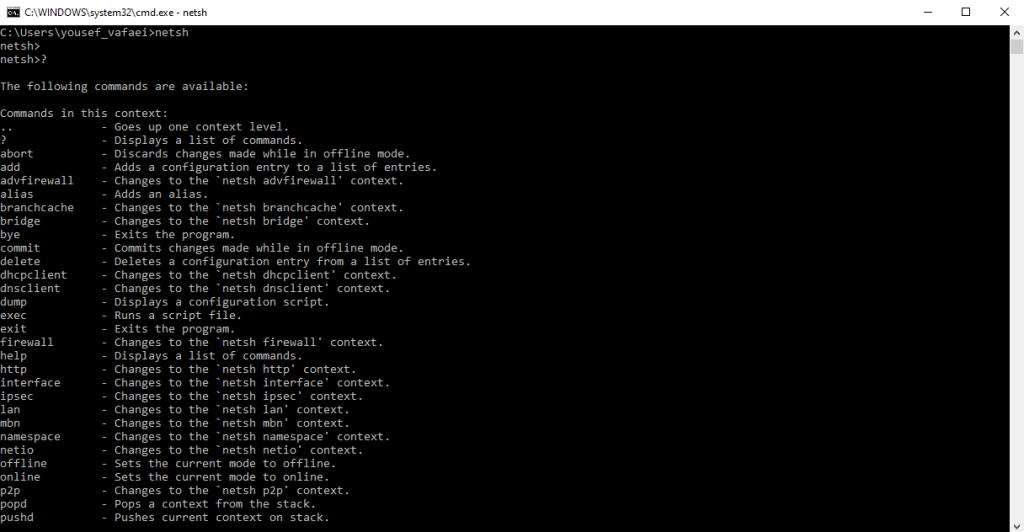 C:\WINDOWS\system32\cmd.exe - netsh
C:\Users\yousef_vafaei>netsh
netsh>
netsh>?
The following commands are available:
Commands in this context:
..             - Goes up one context level.
?              - Displays a list of commands.
abort          - Discards changes made while in offline mode.
add            - Adds a configuration entry to a list of entries.
advfirewall    - Changes to the `netsh advfirewall' context.
alias          - Adds an alias.
branchcache    - Changes to the `netsh branchcache' context.
bridge         - Changes to the `netsh bridge' context.
bye            - Exits the program.
commit         - Commits changes made while in offline mode.
delete         - Deletes a configuration entry from a list of entries.
dhcpclient     - Changes to the `netsh dhcpclient' context.
dnsclient      - Changes to the `netsh dnsclient' context.
dump           - Displays a configuration script.
exec           - Runs a script file.
exit           - Exits the program.
firewall       - Changes to the `netsh firewall' context.
help           - Displays a list of commands.
http           - Changes to the `netsh http' context.
interface      - Changes to the `netsh interface' context.
ipsec          - Changes to the `netsh ipsec' context.
lan            - Changes to the `netsh lan' context.
mbn            - Changes to the `netsh mbn' context.
namespace      - Changes to the `netsh namespace' context.
netio          - Changes to the `netsh netio' context.
offline        - Sets the current mode to offline.
online         - Sets the current mode to online.
p2p            - Changes to the `netsh p2p' context.
popd           - Pops a context from the stack.
pushd          - Pushes current context on stack.